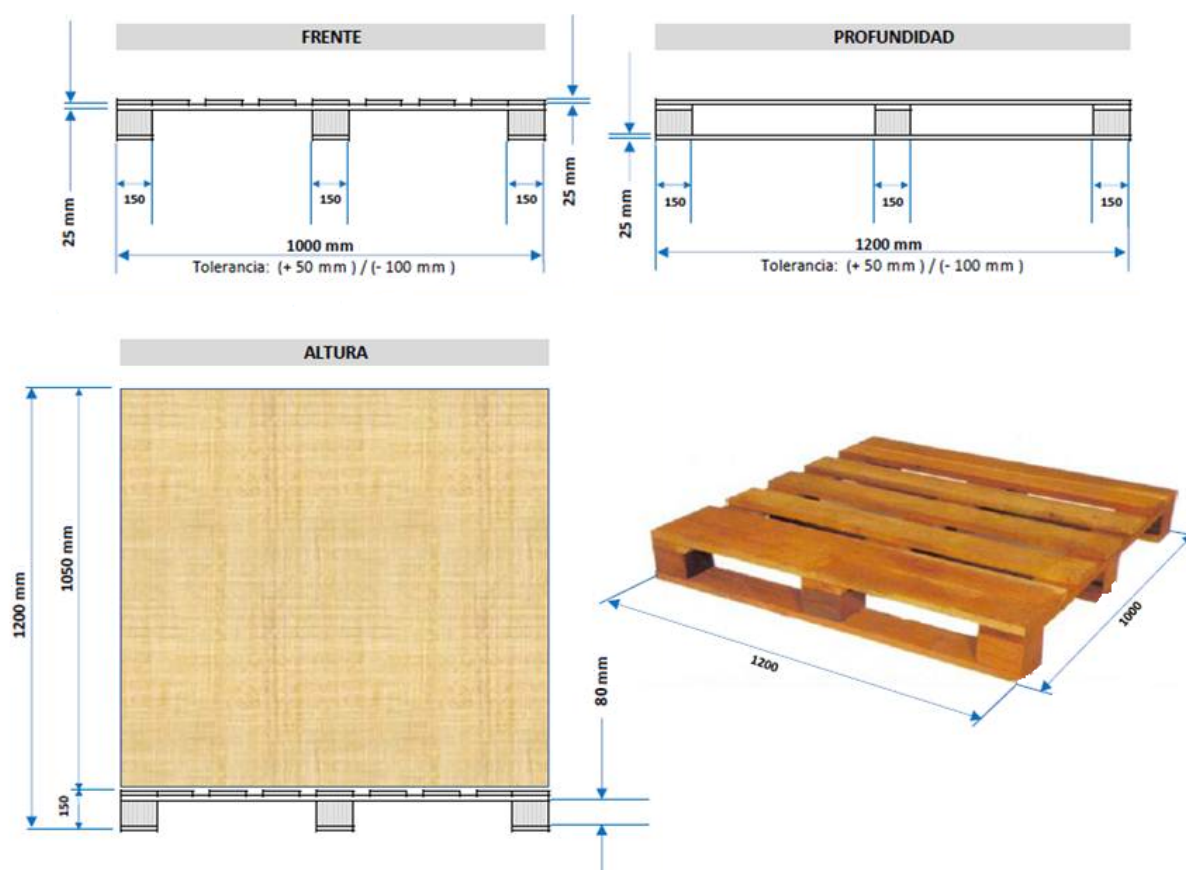 FRENTE
PROFUNDIDAD
25 mm
150
150
150
25 mm
1000 mm
Tolerancia: (+ 50 mm ) / (- 100 mm )
25 mm
150
150
150
1200 mm
Tolerancia: (+ 50 mm ) / (- 100 mm )
ALTURA
1200 mm
1050 mm
150
80 mm
1200
1000